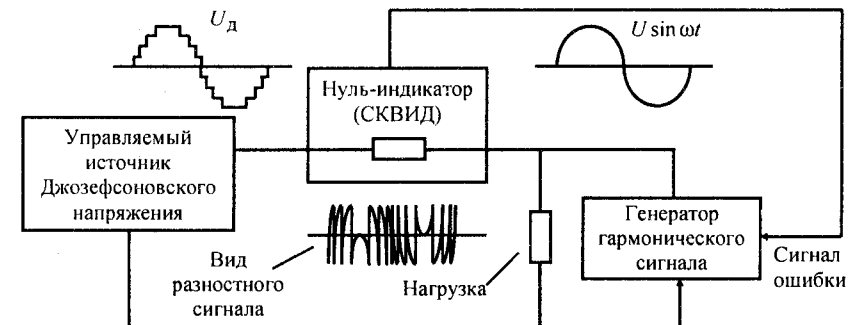 U_Д
U sin ωt
Нуль-индикатор
(СКВИД)
Управляемый
источник
Джозефсоновского
напряжения
Генератор
гармонического
сигнала
Вид
разностного
сигнала
Нагрузка
Сигнал
ошибки